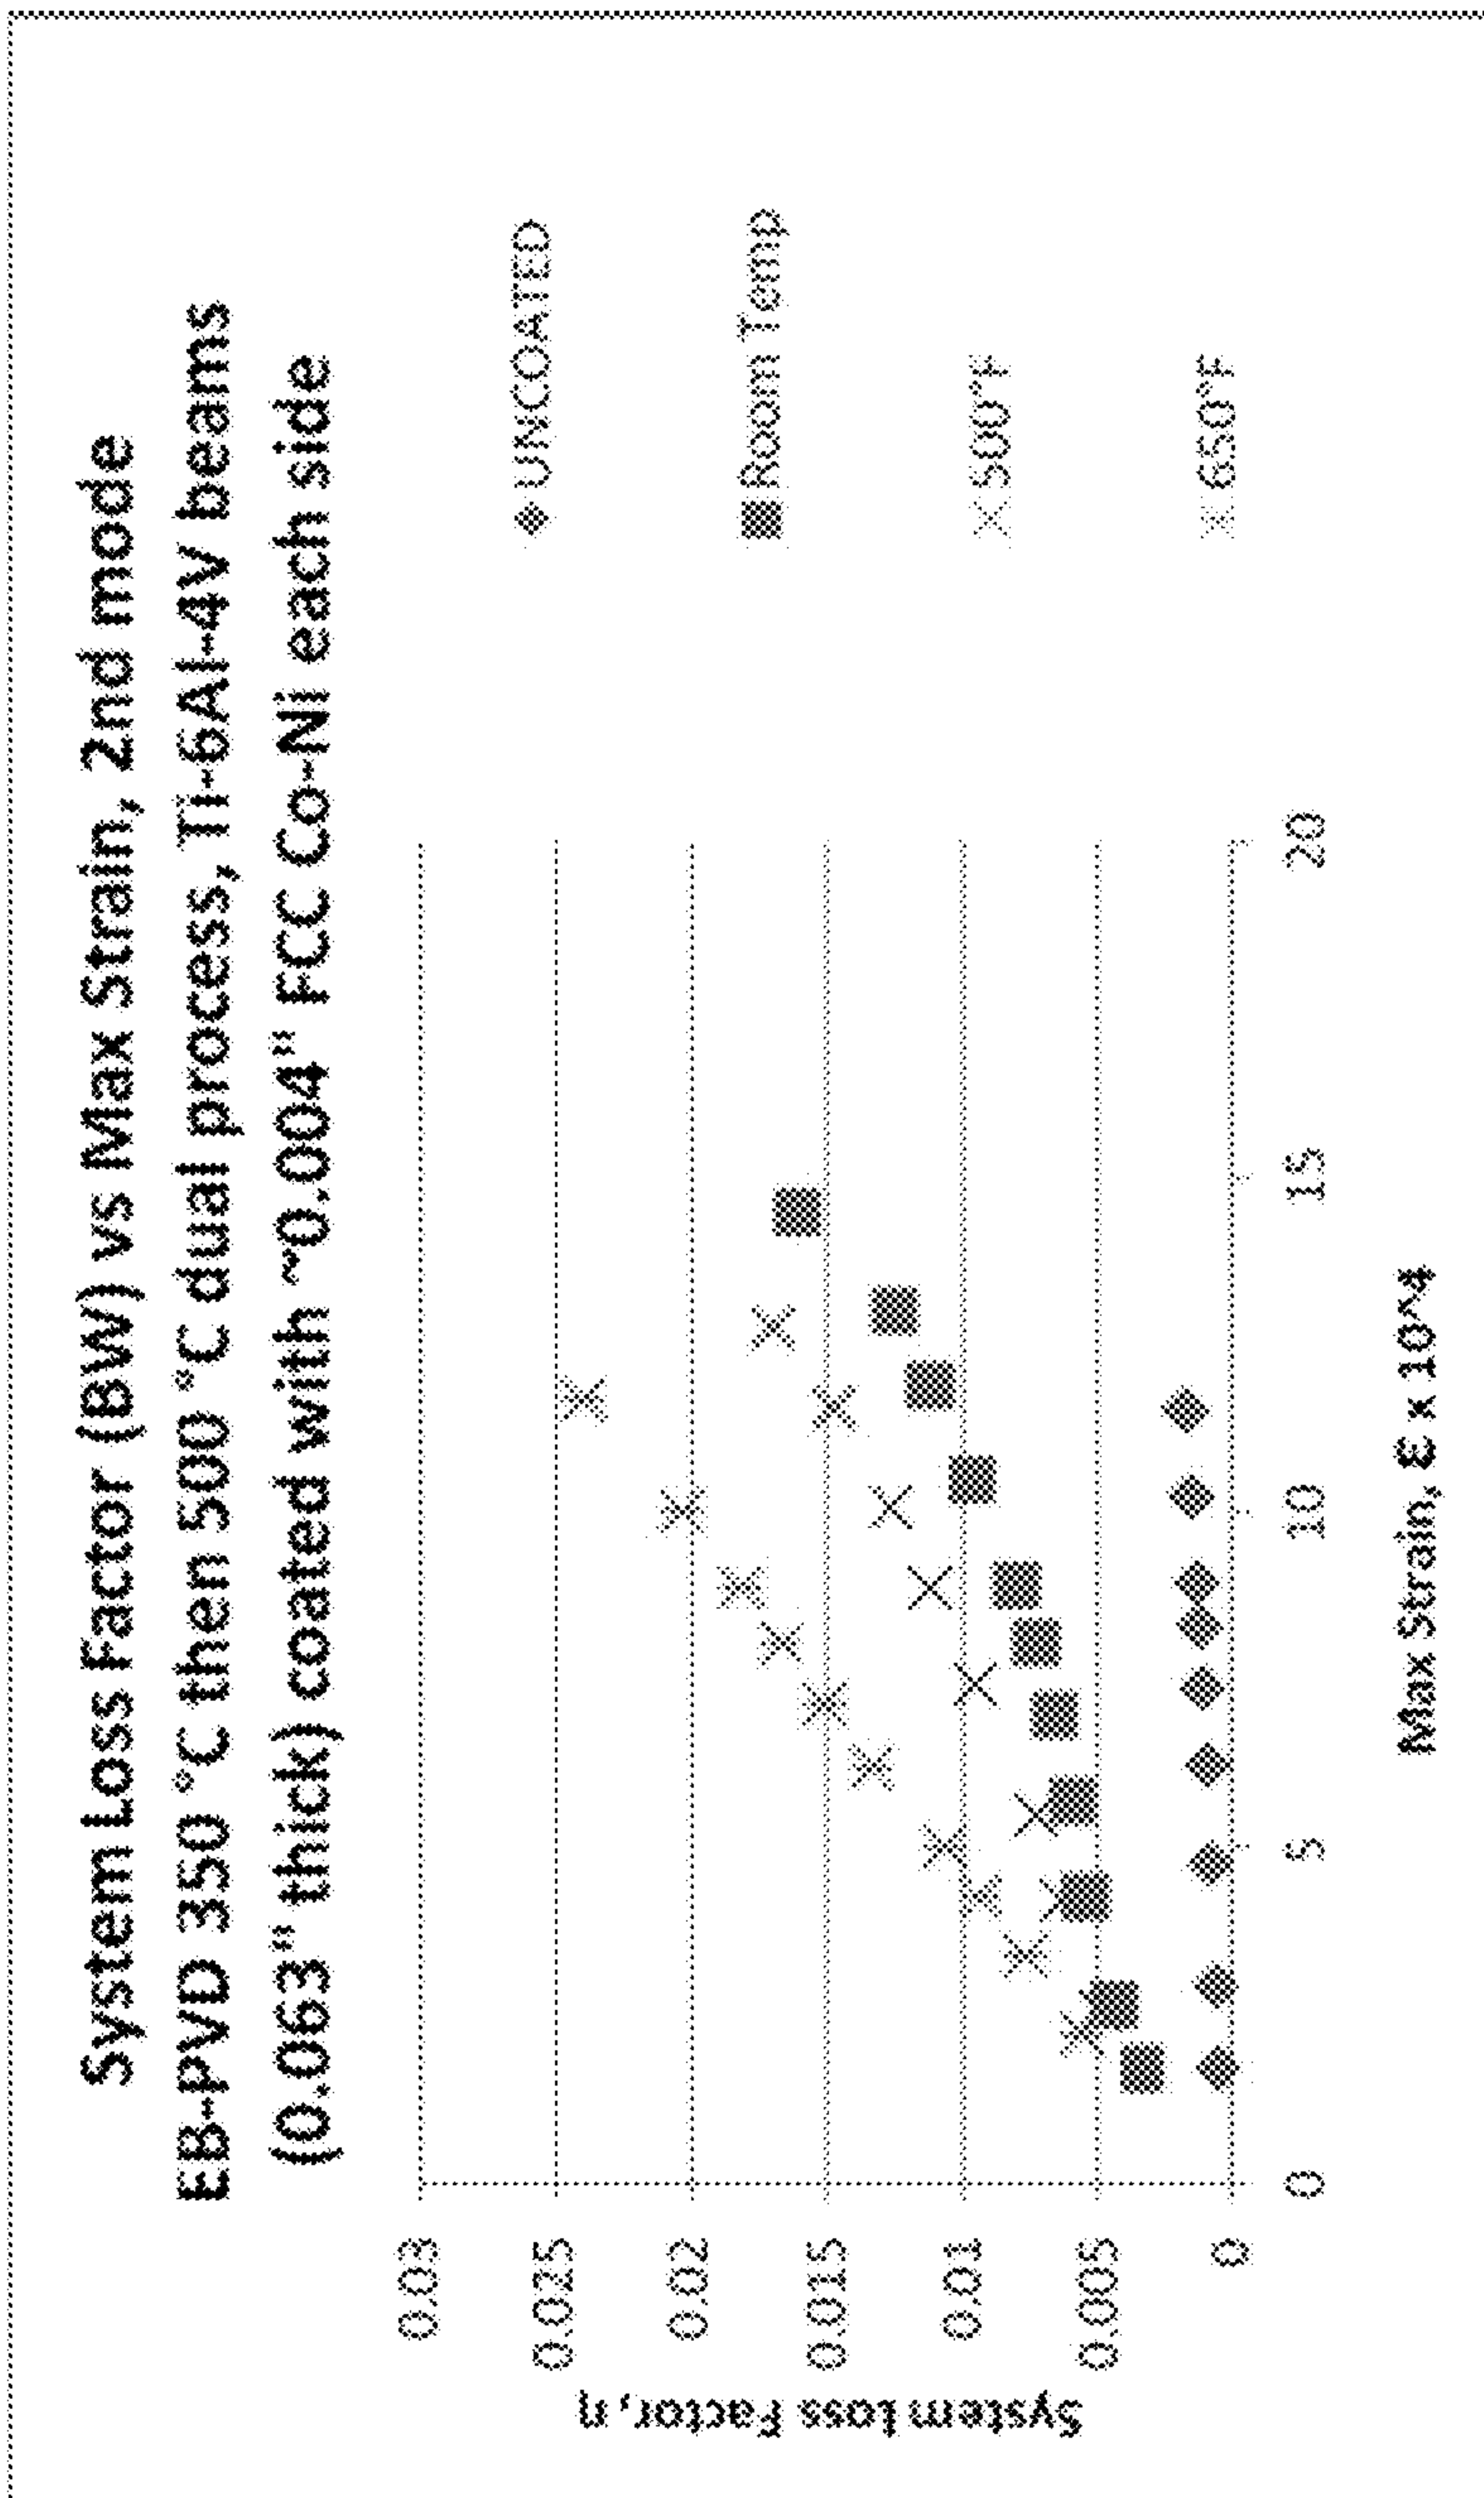 System Loss Factor (BW) vs Max Strain, 2nd mode
EB-PVD 350 °C then 500 °C dual process, Ti-6Al-4V beams
(0.063" thick) coated with ~0.004" FCC Co-Ni each side
System Loss Factor, η
0.03
0.025
0.02
0.015
0.01
0.005
0
0
5
10
15
20
Max Strain, ε x 10^4
UNCOATED
Room Temp
500°F
650°F